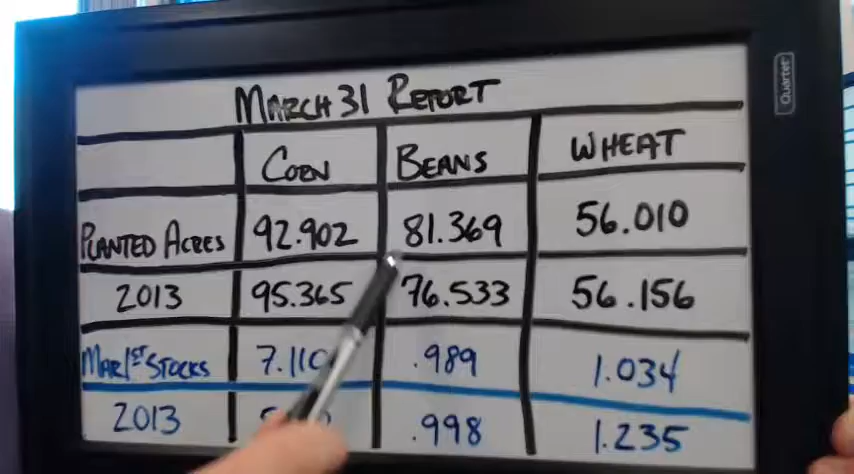 March 31 Report
Corn Beans Wheat
Planted Acres 92.902 81.369 56.010
2013 95.365 76.533 56.156
Mar 1st Stocks .989 1.034
2013 .998 1.235
Quartet